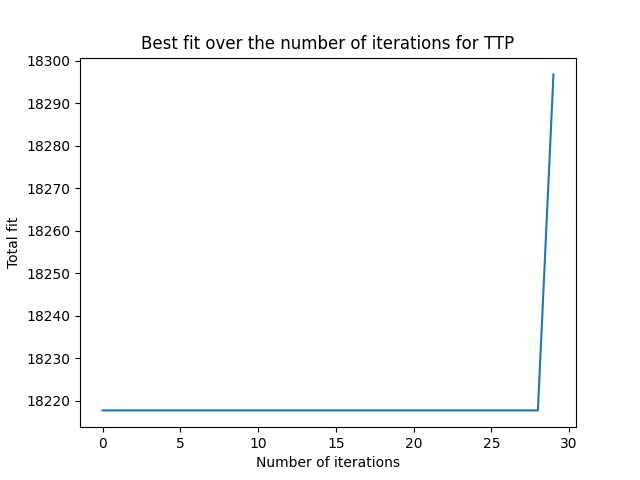 Best fit over the number of iterations for TTP
18300
18290
18280
18270
18260
18250
18240
18230
18220
Total fit
0 5 10 15 20 25 30
Number of iterations